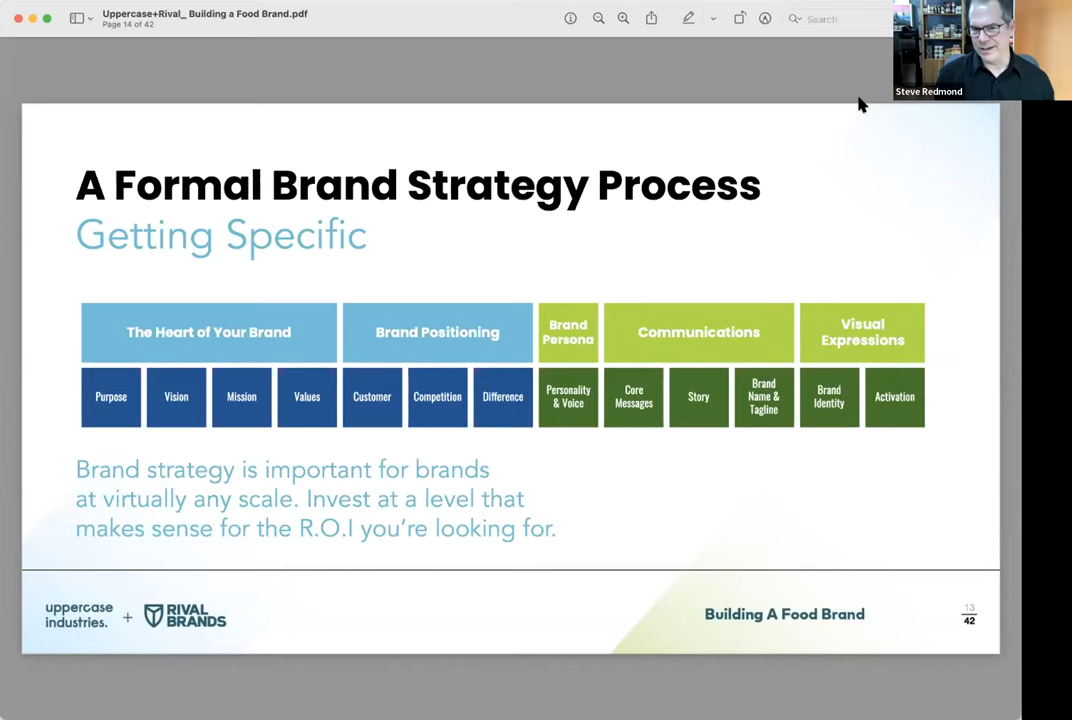 Uppercase+Rival_ Building a Food Brand.pdf
Page 14 of 42
Search
Steve Redmond
A Formal Brand Strategy Process
Getting Specific
The Heart of Your Brand
Brand Positioning
Brand
Persona
Communications
Visual
Expressions
Purpose
Vision
Mission
Values
Customer
Competition
Difference
Personality
& Voice
Core
Messages
Story
Brand
Name &
Tagline
Brand
Identity
Activation
Brand strategy is important for brands
at virtually any scale. Invest at a level that
makes sense for the R.O.I you’re looking for.
uppercase
industries.
+
RIVAL
BRANDS
Building A Food Brand
13
42